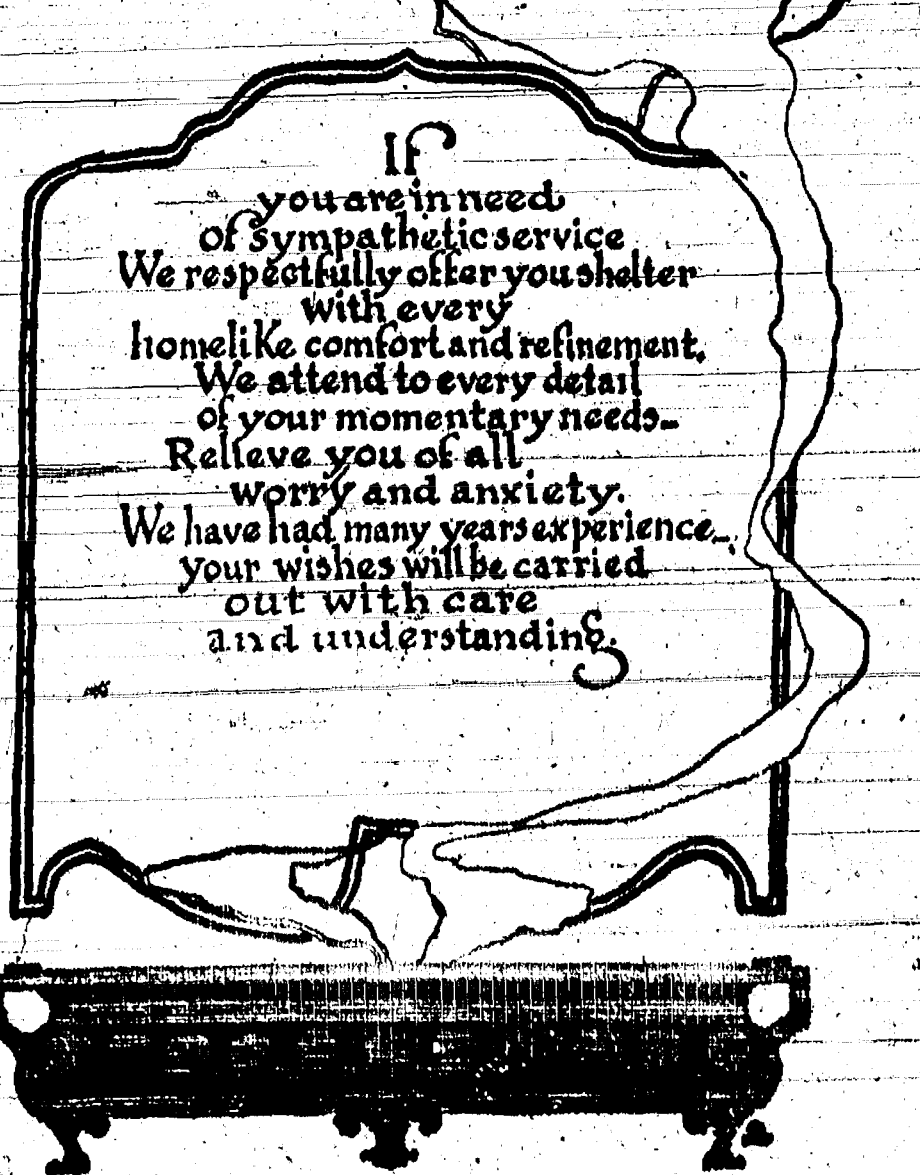 If
you are in need
of sympathetic service
We respectfully offer you shelter
with every
homelike comfort and refinement.
We attend to every detail
of your momentary needs...
Relieve you of all
worry and anxiety.
We have had many years experience...
your wishes will be carried
out with care
and understanding.